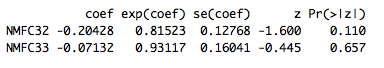 coef exp(coef) se(coef) z Pr(>|z|)
NMFC32 -0.20428 0.81523 0.12768 -1.600 0.110
NMFC33 -0.07132 0.93117 0.16041 -0.445 0.657